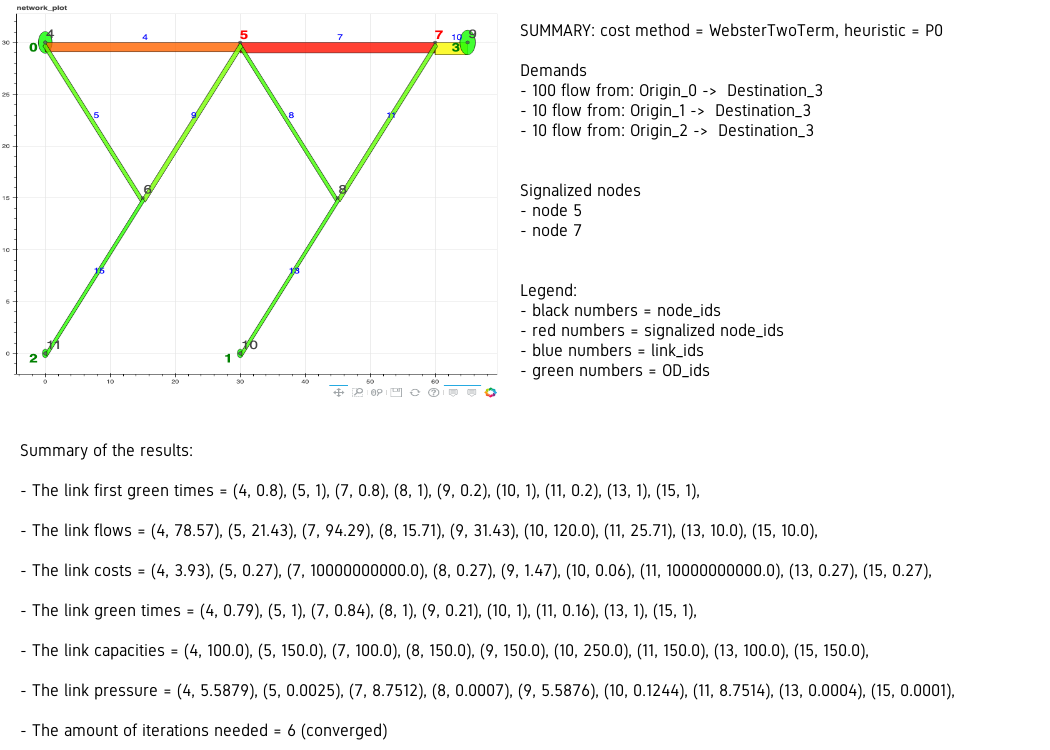 network_plot
4 5 7 9
0 4 7 10 3
30
25
5 9 8 11
20
6 8
15
10
15 13
5
11 10
0
2 1
0 10 20 30 40 50 60
SUMMARY: cost method = WebsterTwoTerm, heuristic = P0
Demands
- 100 flow from: Origin_0 -> Destination_3
- 10 flow from: Origin_1 -> Destination_3
- 10 flow from: Origin_2 -> Destination_3
Signalized nodes
- node 5
- node 7
Legend:
- black numbers = node_ids
- red numbers = signalized node_ids
- blue numbers = link_ids
- green numbers = OD_ids
Summary of the results:
- The link first green times = (4, 0.8), (5, 1), (7, 0.8), (8, 1), (9, 0.2), (10, 1), (11, 0.2), (13, 1), (15, 1),
- The link flows = (4, 78.57), (5, 21.43), (7, 94.29), (8, 15.71), (9, 31.43), (10, 120.0), (11, 25.71), (13, 10.0), (15, 10.0),
- The link costs = (4, 3.93), (5, 0.27), (7, 10000000000.0), (8, 0.27), (9, 1.47), (10, 0.06), (11, 10000000000.0), (13, 0.27), (15, 0.27),
- The link green times = (4, 0.79), (5, 1), (7, 0.84), (8, 1), (9, 0.21), (10, 1), (11, 0.16), (13, 1), (15, 1),
- The link capacities = (4, 100.0), (5, 150.0), (7, 100.0), (8, 150.0), (9, 150.0), (10, 250.0), (11, 150.0), (13, 100.0), (15, 150.0),
- The link pressure = (4, 5.5879), (5, 0.0025), (7, 8.7512), (8, 0.0007), (9, 5.5876), (10, 0.1244), (11, 8.7514), (13, 0.0004), (15, 0.0001),
- The amount of iterations needed = 6 (converged)